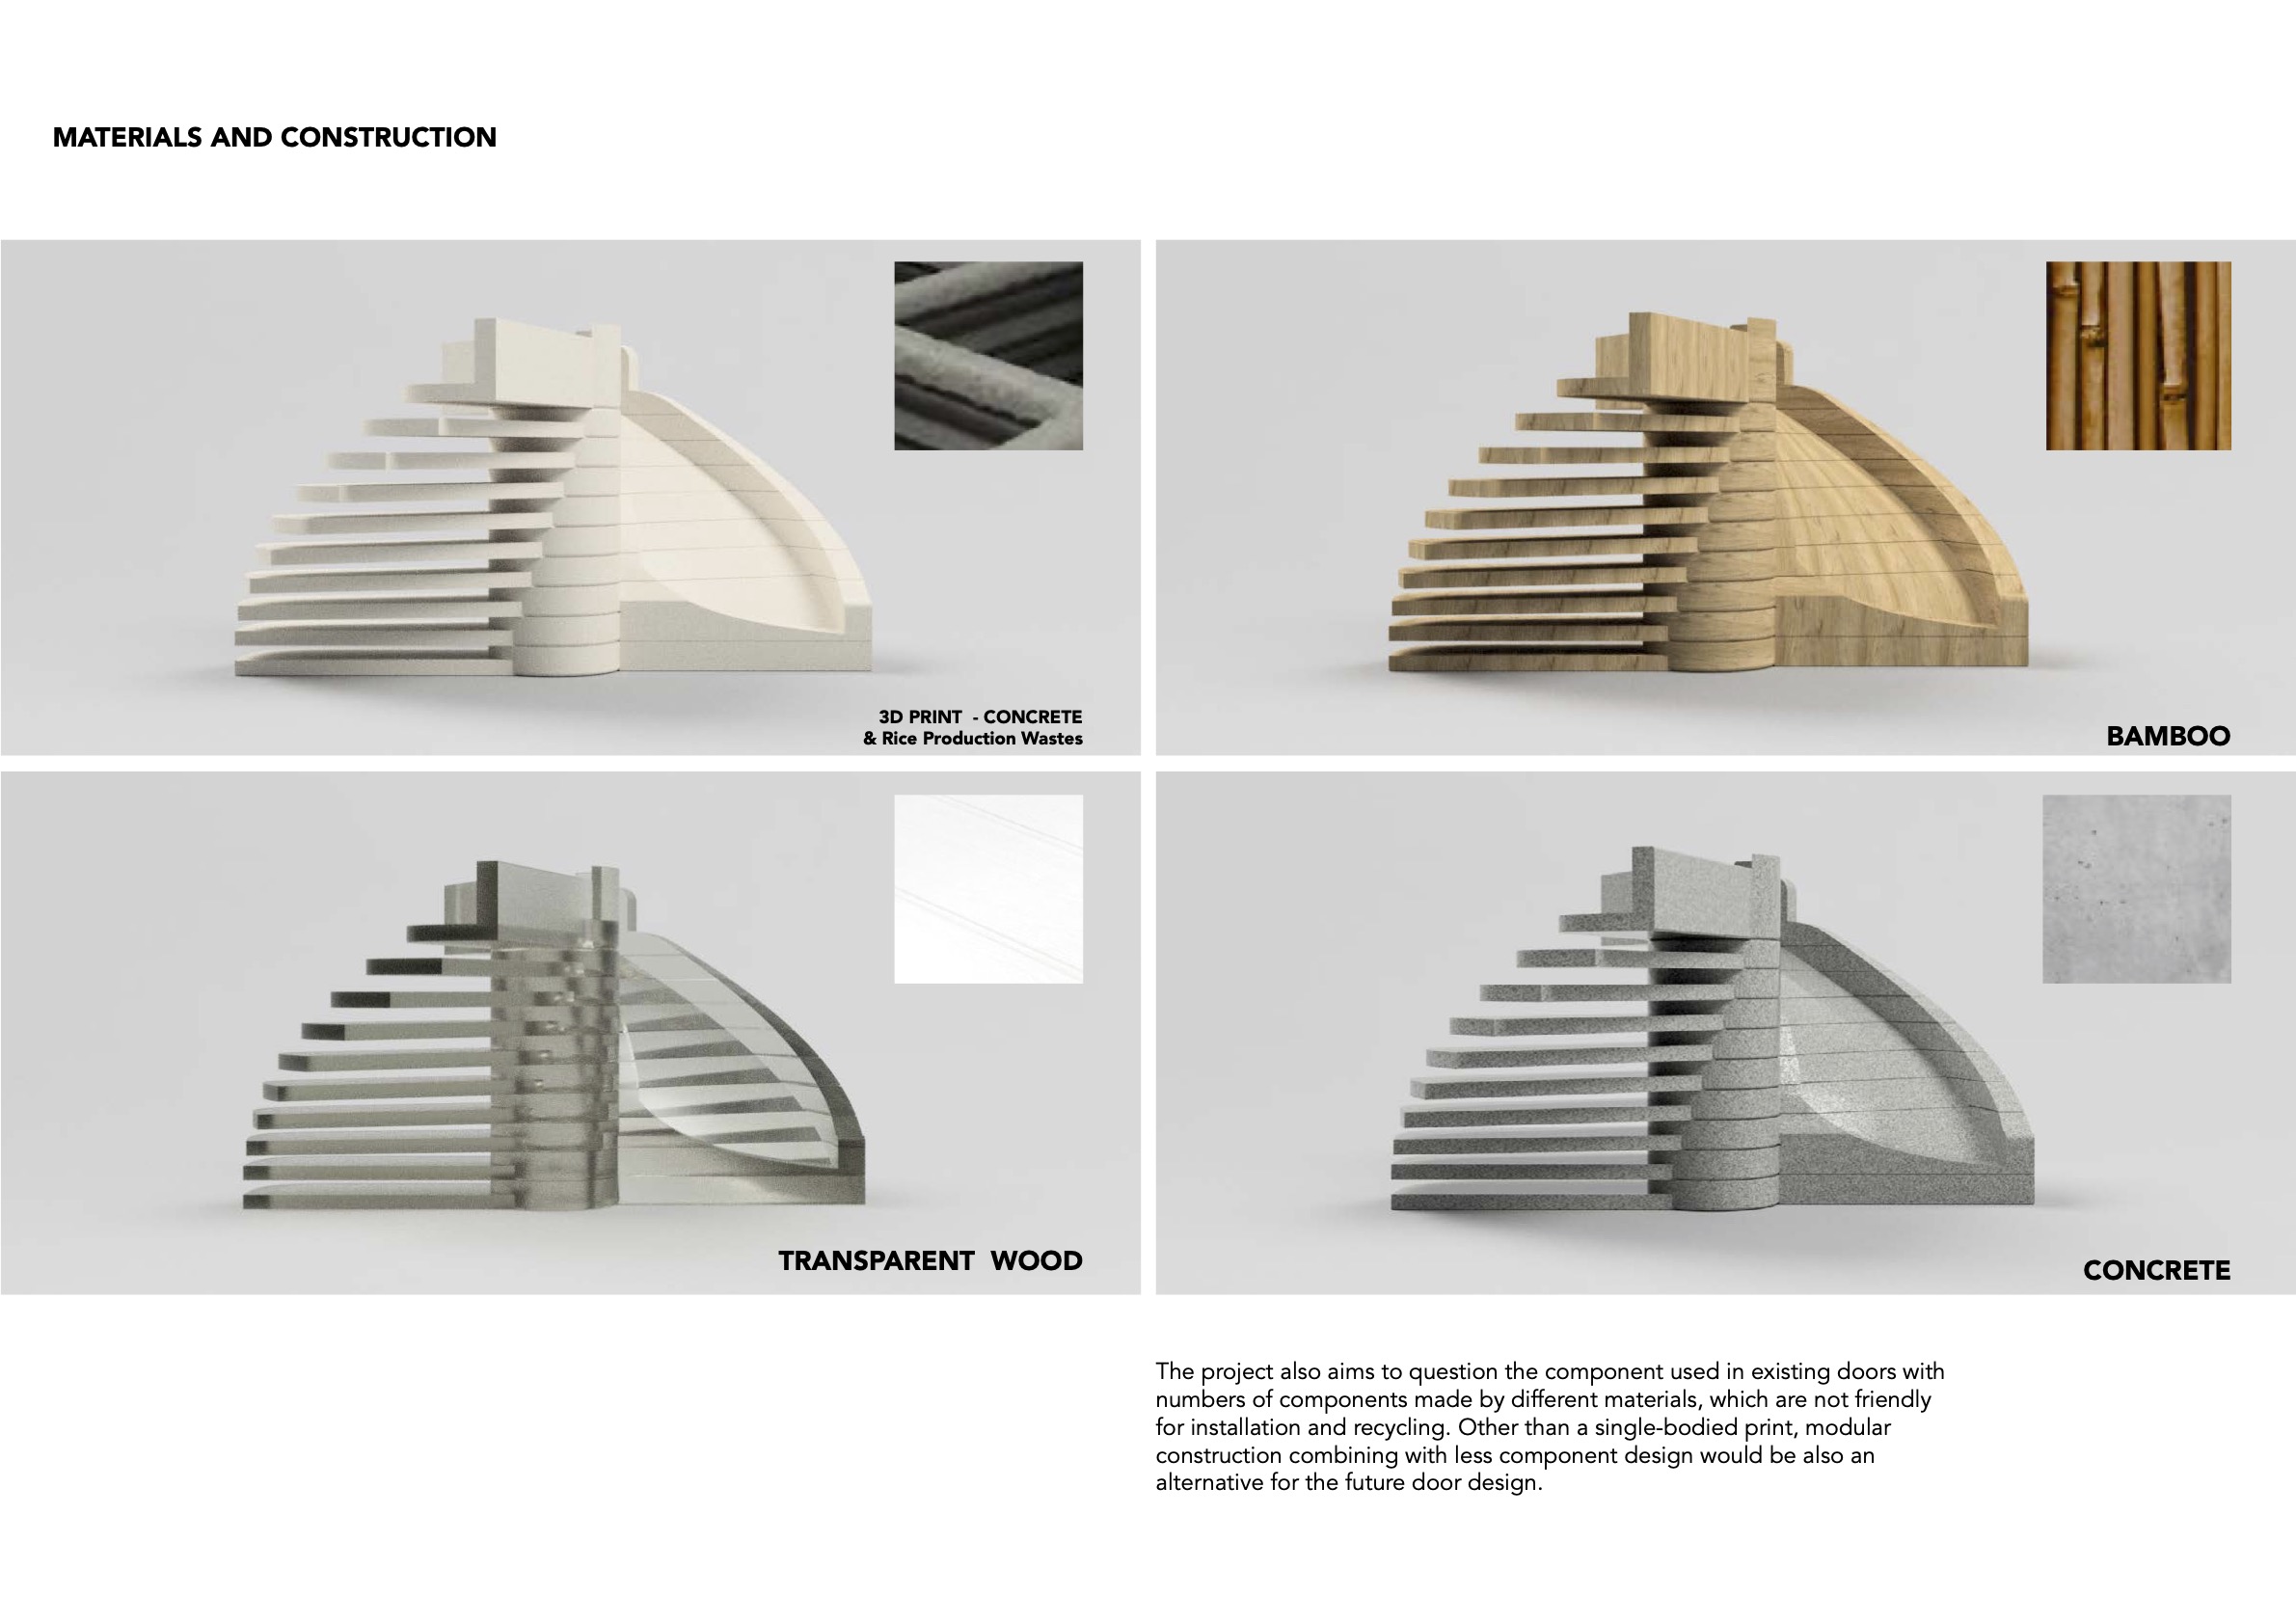 MATERIALS AND CONSTRUCTION
3D PRINT - CONCRETE
& Rice Production Wastes
BAMBOO
TRANSPARENT WOOD
CONCRETE
The project also aims to question the component used in existing doors with
numbers of components made by different materials, which are not friendly
for installation and recycling. Other than a single-bodied print, modular
construction combining with less component design would be also an
alternative for the future door design.